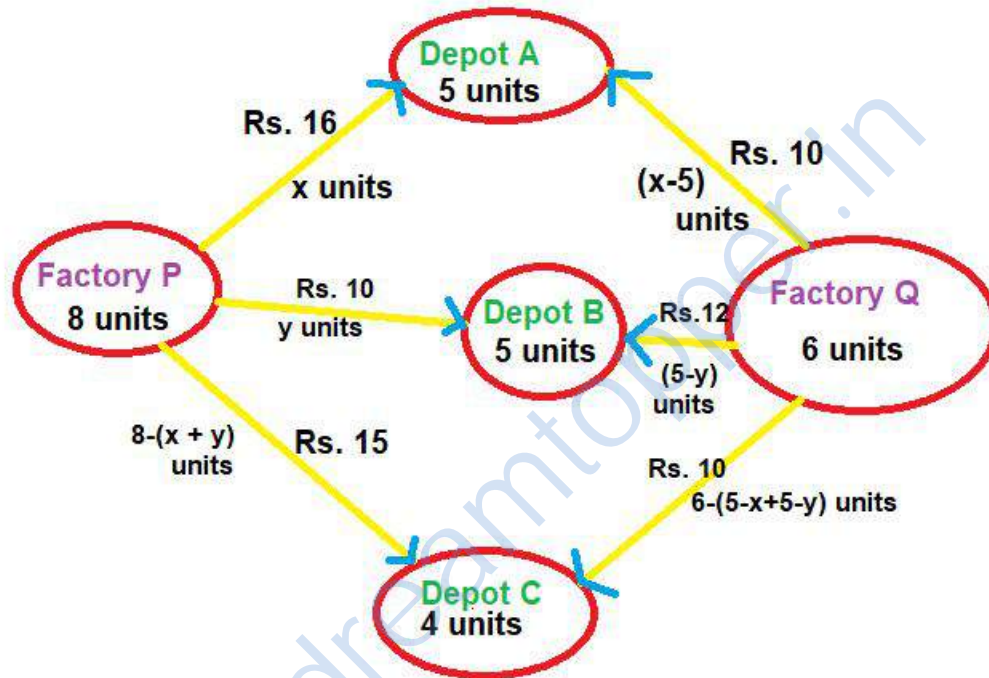 Depot A
5 units
Rs. 16
x units
Rs. 10
(x-5)
units
Factory P
8 units
Rs. 10
y units
Depot B
5 units
Rs.12
(5-y)
units
Factory Q
6 units
8-(x + y)
units
Rs. 15
Rs. 10
6-(5-x+5-y) units
Depot C
4 units
dreamtopper.in